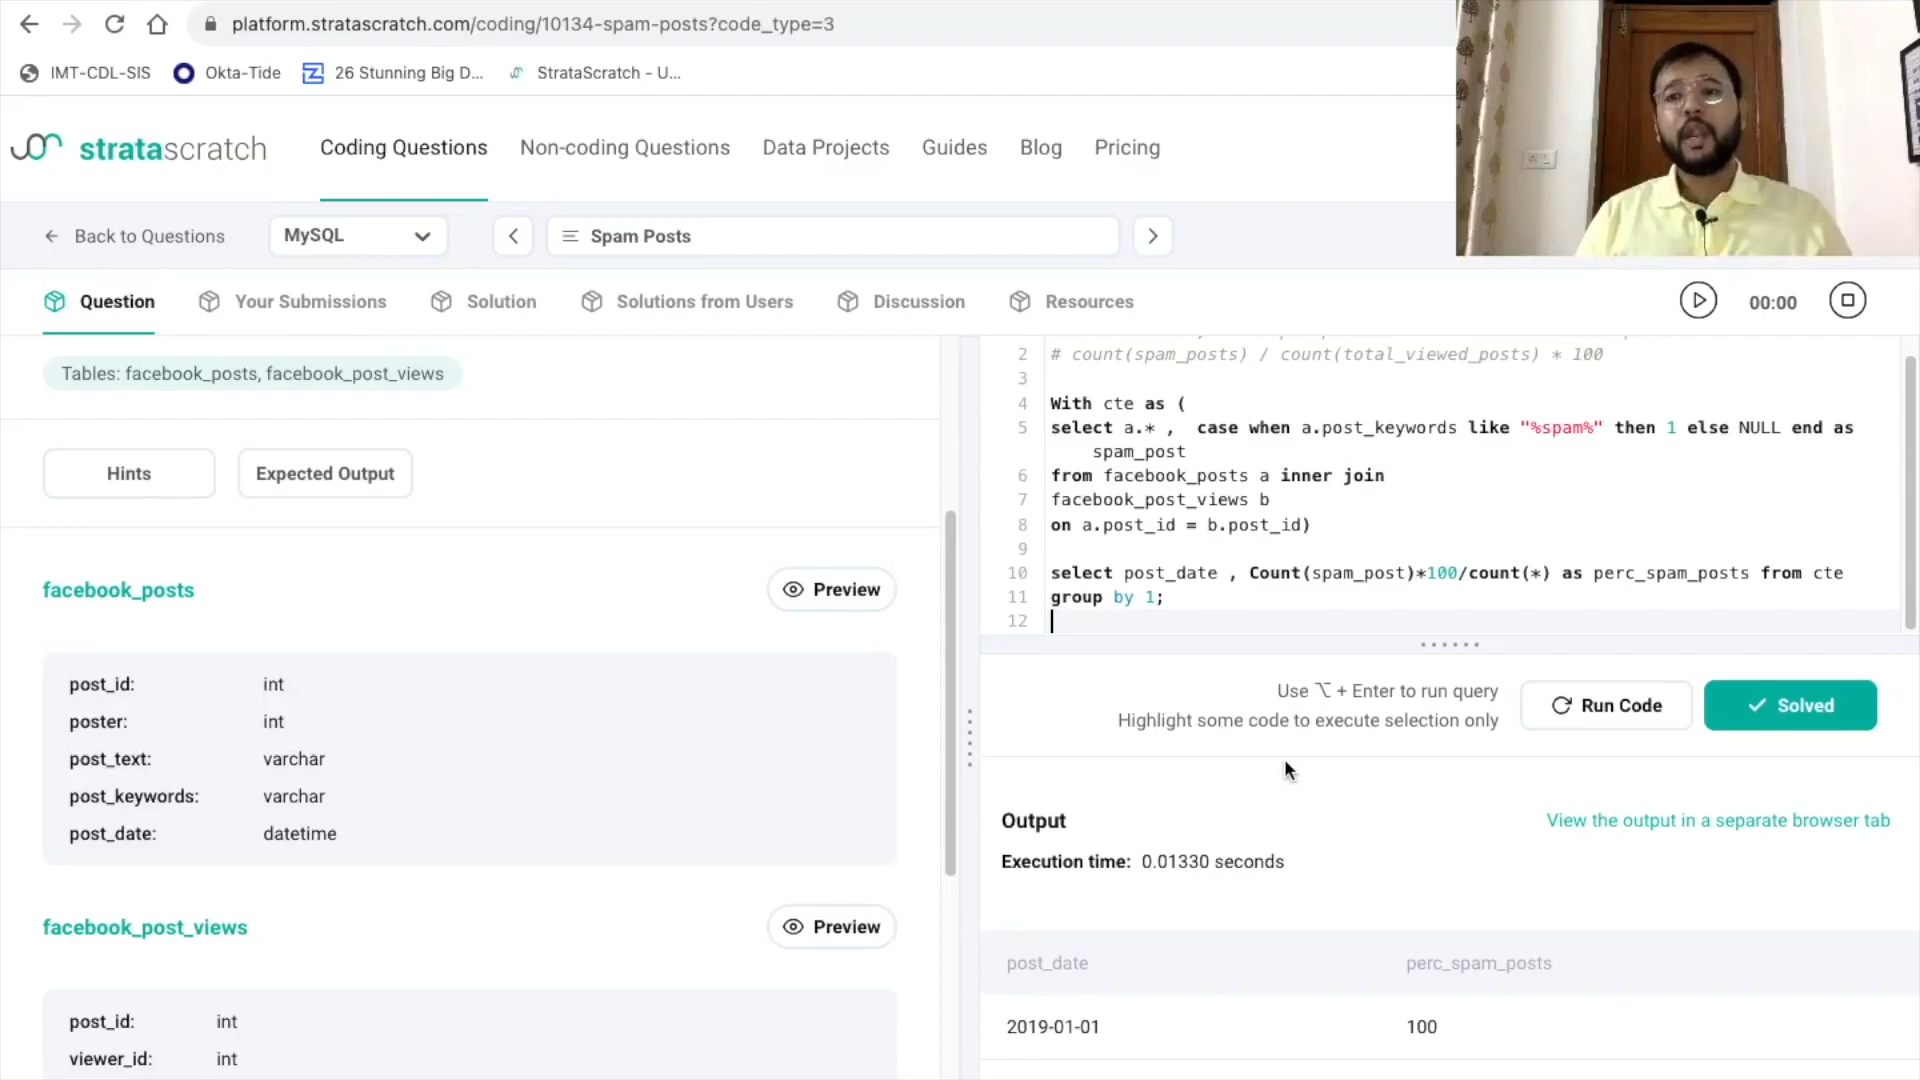 platform.stratascratch.com/coding/10134-spam-posts?code_type=3
IMT-CDL-SIS
Okta-Tide
26 Stunning Big D...
StrataScratch - U...
stratascratch
Coding Questions
Non-coding Questions
Data Projects
Guides
Blog
Pricing
Back to Questions
MySQL
Spam Posts
Question
Your Submissions
Solution
Solutions from Users
Discussion
Resources
00:00
Tables: facebook_posts, facebook_post_views
Hints
Expected Output
facebook_posts
Preview
post_id: int
poster: int
post_text: varchar
post_keywords: varchar
post_date: datetime
facebook_post_views
Preview
post_id: int
viewer_id: int
2 # count(spam_posts) / count(total_viewed_posts) * 100
3
4 With cte as (
5 select a.* , case when a.post_keywords like "%spam%" then 1 else NULL end as
spam_post
6 from facebook_posts a inner join
7 facebook_post_views b
8 on a.post_id = b.post_id)
9
10 select post_date , Count(spam_post)*100/count(*) as perc_spam_posts from cte
11 group by 1;
12
Use ⌥ + Enter to run query
Highlight some code to execute selection only
Run Code
Solved
Output
View the output in a separate browser tab
Execution time: 0.01330 seconds
post_date perc_spam_posts
2019-01-01 100